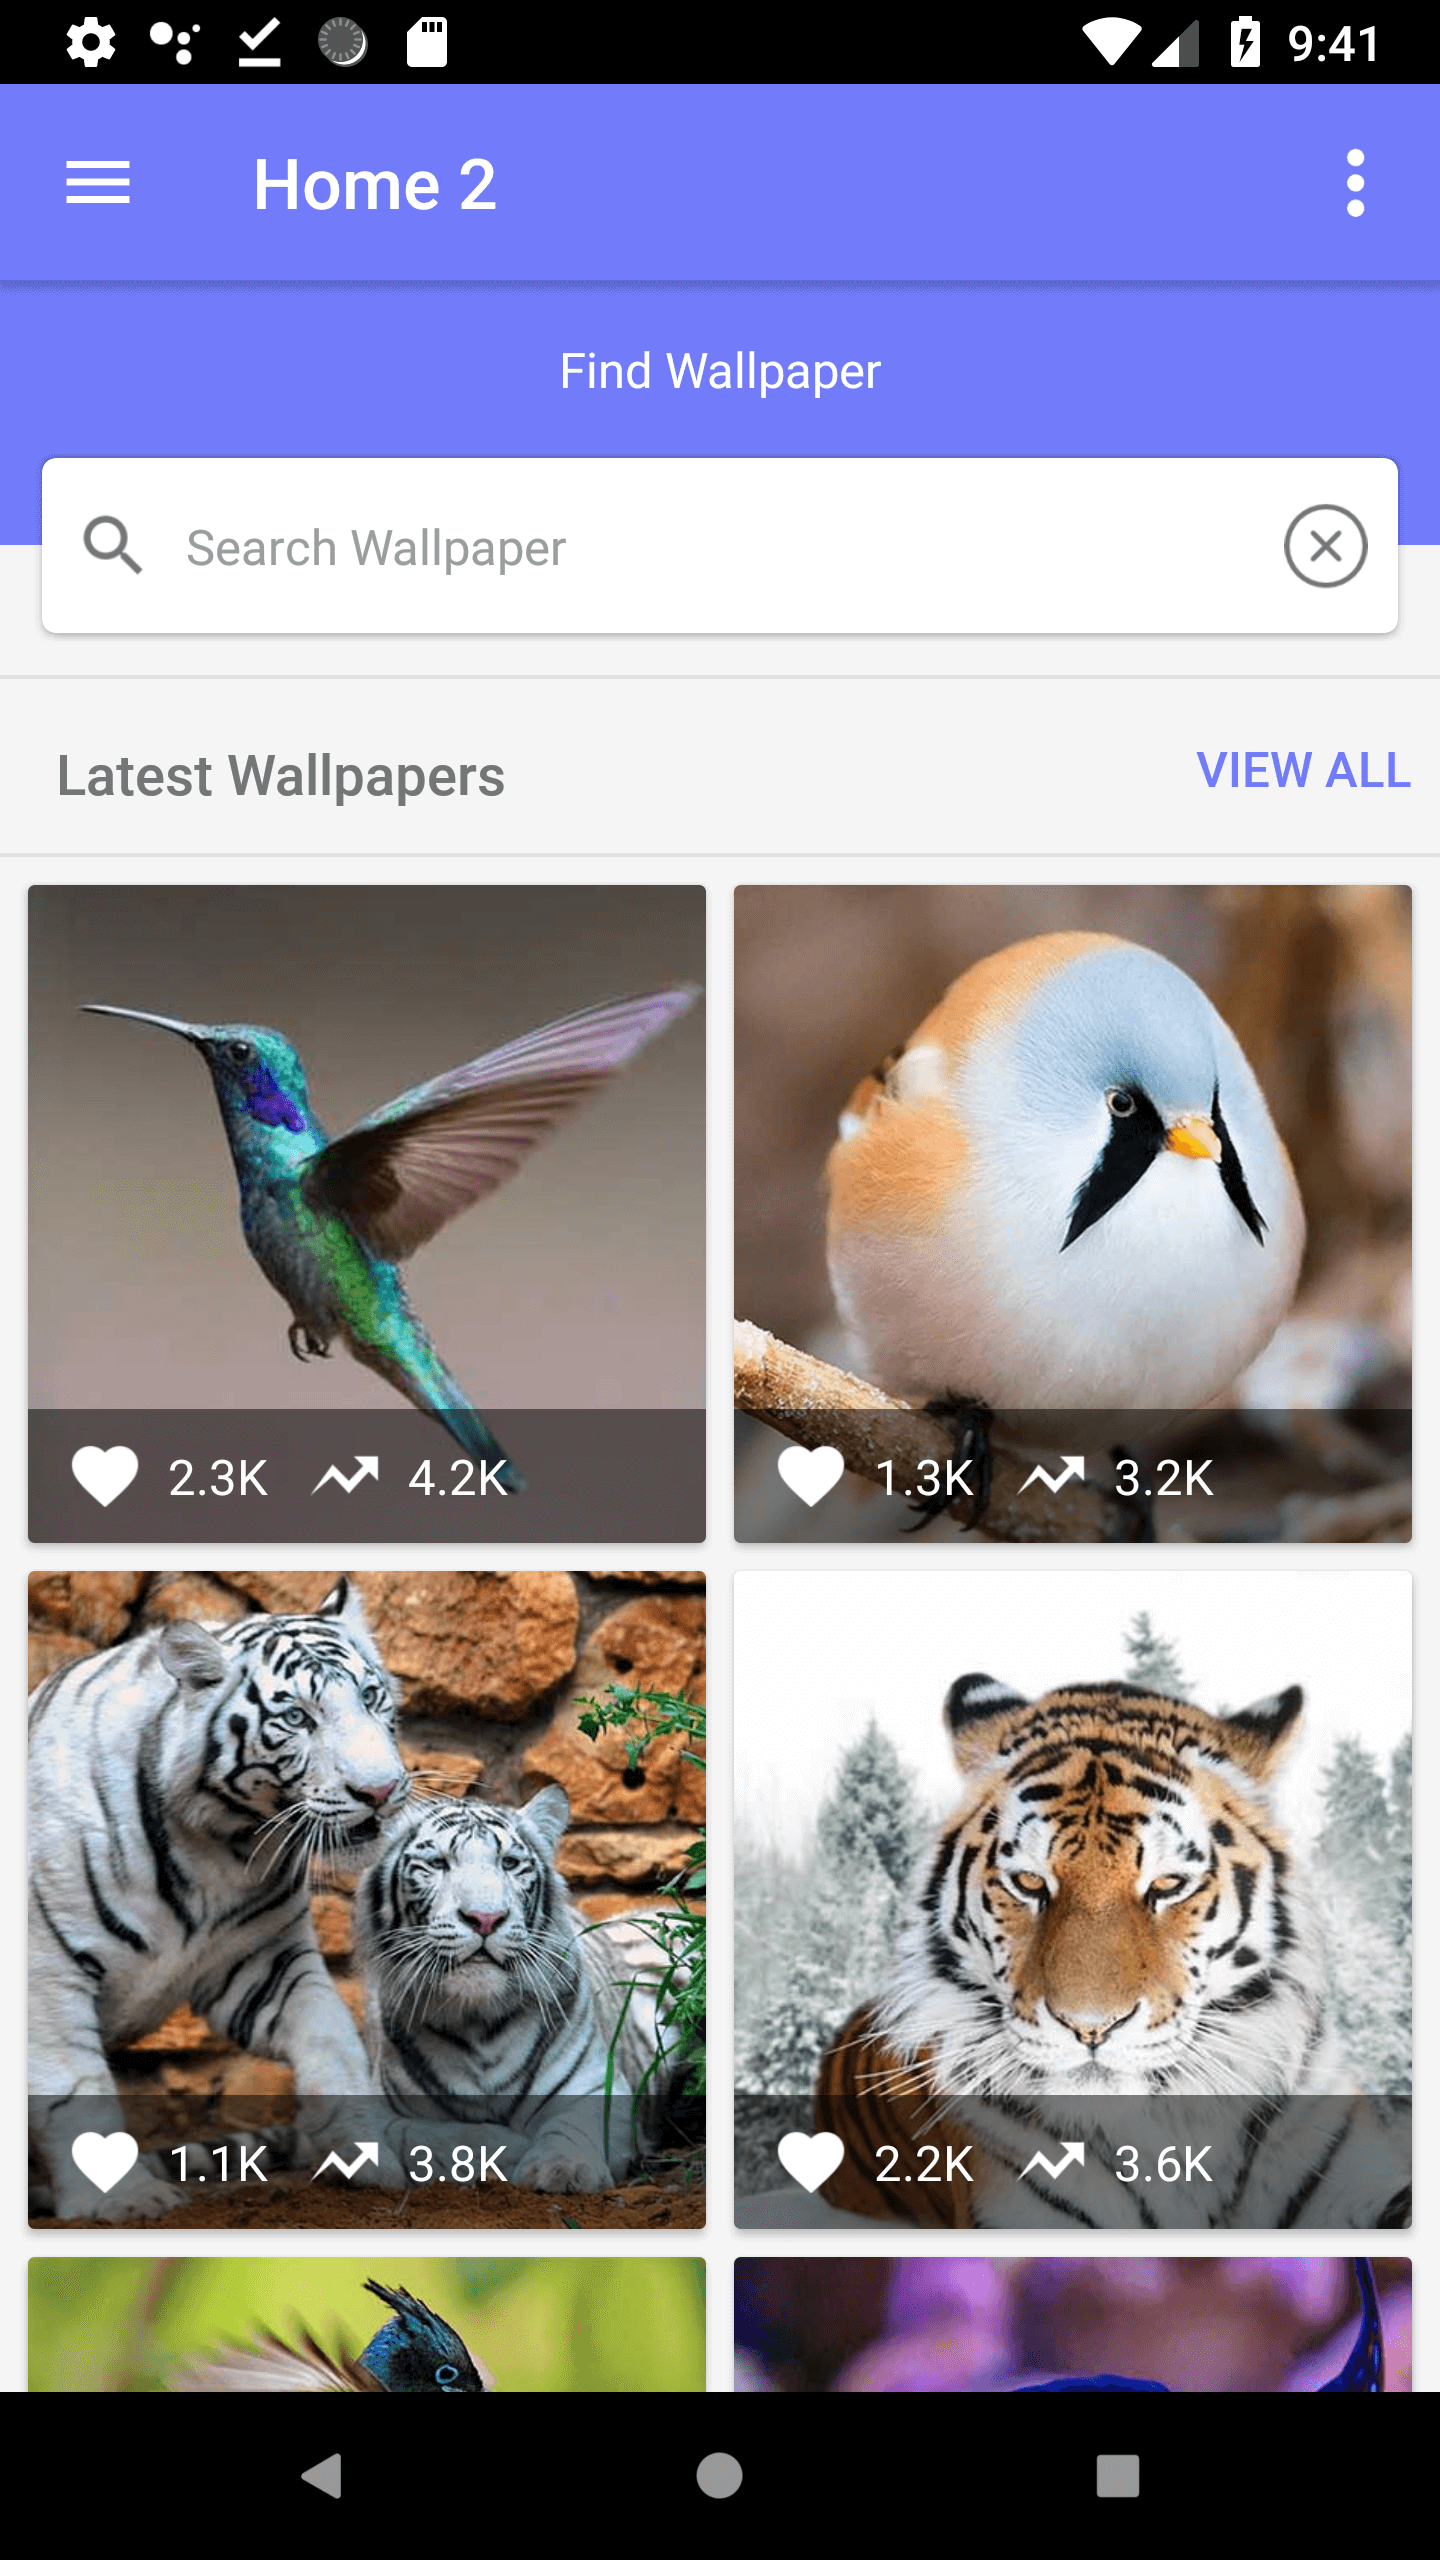 9:41
Home 2
Find Wallpaper
Search Wallpaper
Latest Wallpapers
VIEW ALL
2.3K 4.2K
1.3K 3.2K
1.1K 3.8K
2.2K 3.6K